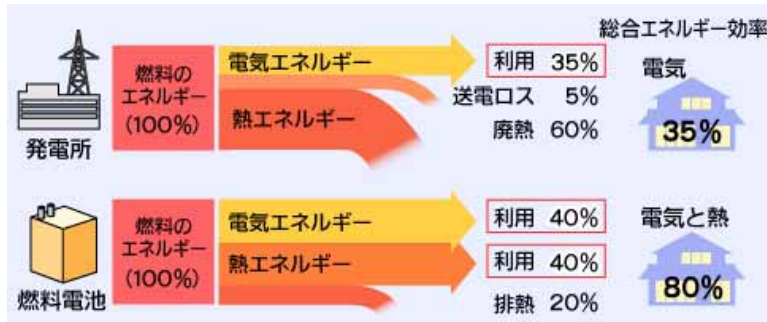 総合エネルギー効率
発電所
燃料の
エネルギー
(100%)
電気エネルギー
熱エネルギー
利用 35%
送電ロス 5%
廃熱 60%
電気
35%
燃料電池
燃料の
エネルギー
(100%)
電気エネルギー
熱エネルギー
利用 40%
利用 40%
排熱 20%
電気と熱
80%